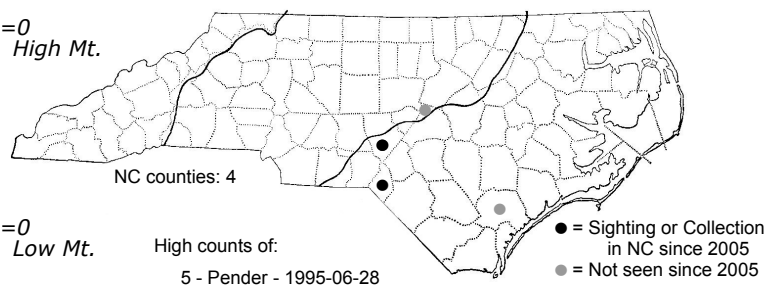 =0
High Mt.
NC counties: 4
=0
Low Mt.
High counts of:
5 - Pender - 1995-06-28
● = Sighting or Collection
in NC since 2005
● = Not seen since 2005